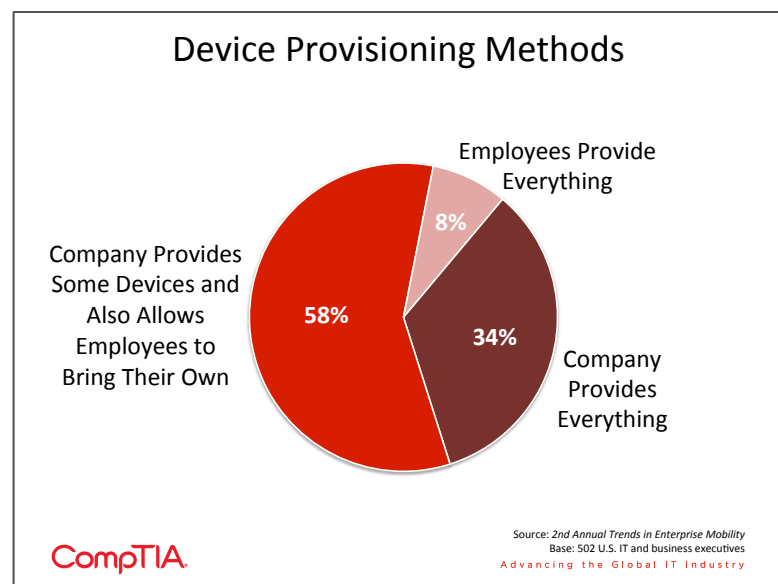 Device Provisioning Methods
Employees Provide
Everything
8%
Company Provides
Some Devices and
Also Allows
Employees to
Bring Their Own
58%
34%
Company
Provides
Everything
CompTIA.
Source: 2nd Annual Trends in Enterprise Mobility
Base: 502 U.S. IT and business executives
Advancing the Global IT Industry